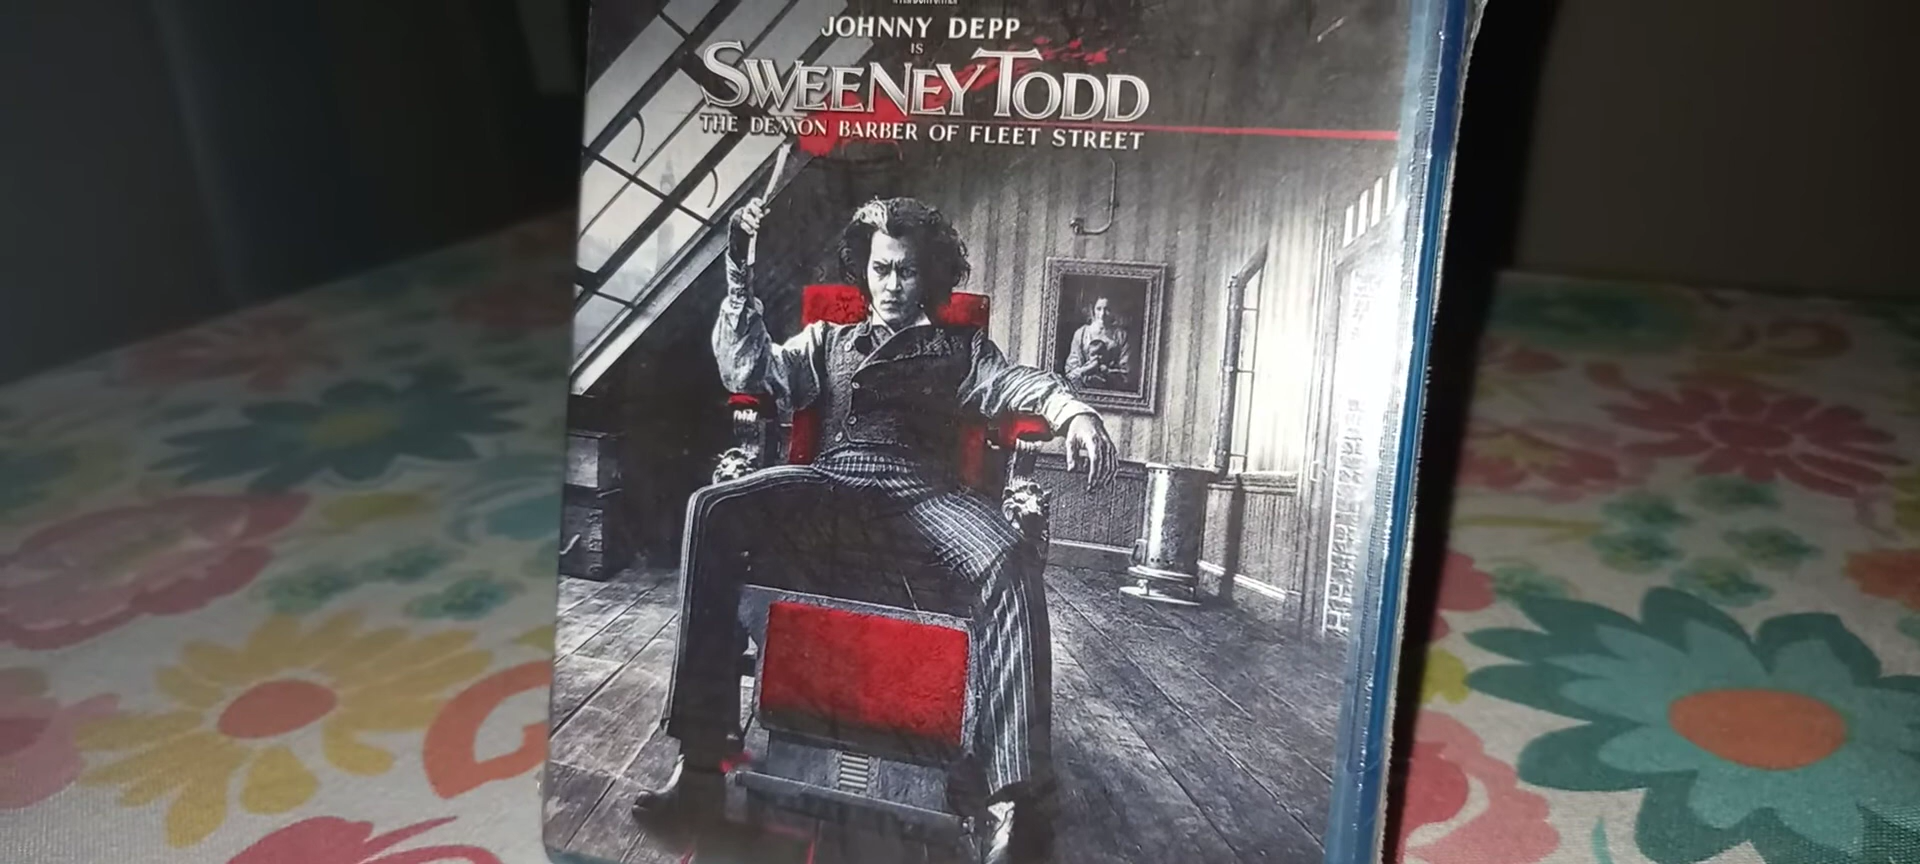 JOHNNY DEPP
IS
SWEENEY TODD
THE DEMON BARBER OF FLEET STREET